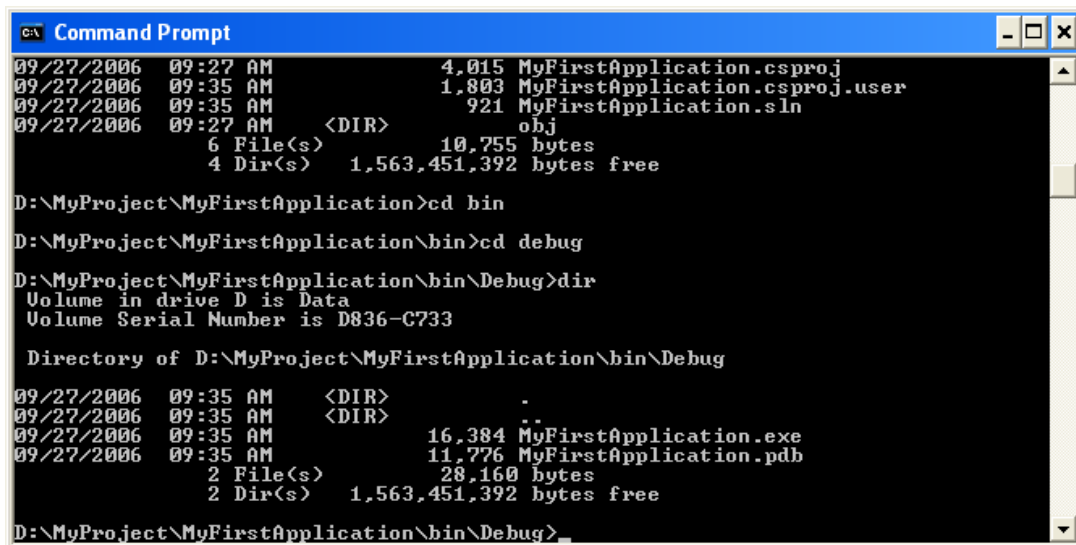 Command Prompt
09/27/2006  09:27 AM             4,015 MyFirstApplication.csproj
09/27/2006  09:35 AM             1,803 MyFirstApplication.csproj.user
09/27/2006  09:35 AM               921 MyFirstApplication.sln
09/27/2006  09:27 AM    <DIR>          obj
               6 File(s)         10,755 bytes
               4 Dir(s)   1,563,451,392 bytes free
D:\MyProject\MyFirstApplication>cd bin
D:\MyProject\MyFirstApplication\bin>cd debug
D:\MyProject\MyFirstApplication\bin\Debug>dir
 Volume in drive D is Data
 Volume Serial Number is D836-C733
 Directory of D:\MyProject\MyFirstApplication\bin\Debug
09/27/2006  09:35 AM    <DIR>          .
09/27/2006  09:35 AM    <DIR>          ..
09/27/2006  09:35 AM            16,384 MyFirstApplication.exe
09/27/2006  09:35 AM            11,776 MyFirstApplication.pdb
               2 File(s)         28,160 bytes
               2 Dir(s)   1,563,451,392 bytes free
D:\MyProject\MyFirstApplication\bin\Debug>_